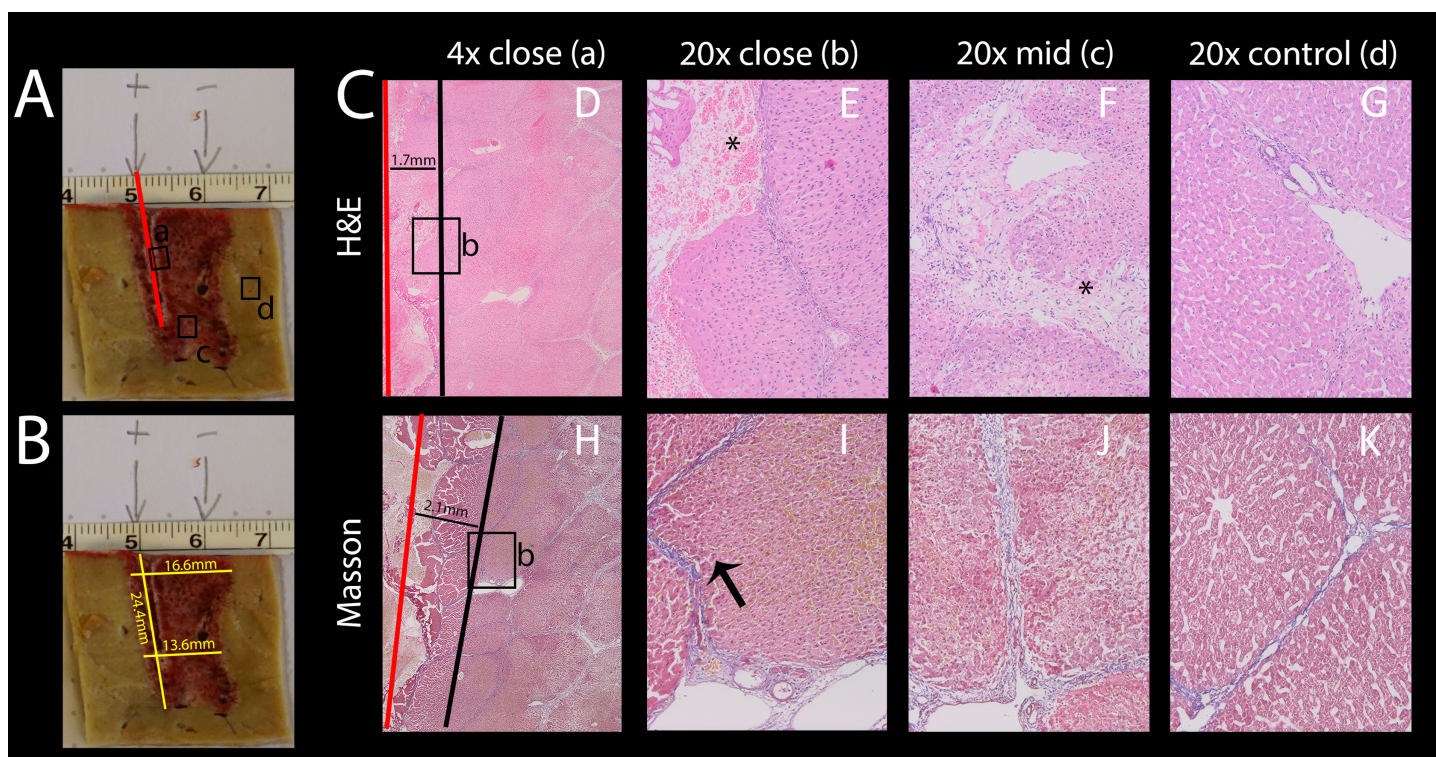 4x close (a)
20x close (b)
20x mid (c)
20x control (d)
A
+
−
4
5
6
7
a
c
d
C
H&E
D
1.7mm
b
E
*
F
*
G
B
+
−
4
5
6
7
16.6mm
24.4mm
13.6mm
Masson
H
2.1mm
b
I
J
K